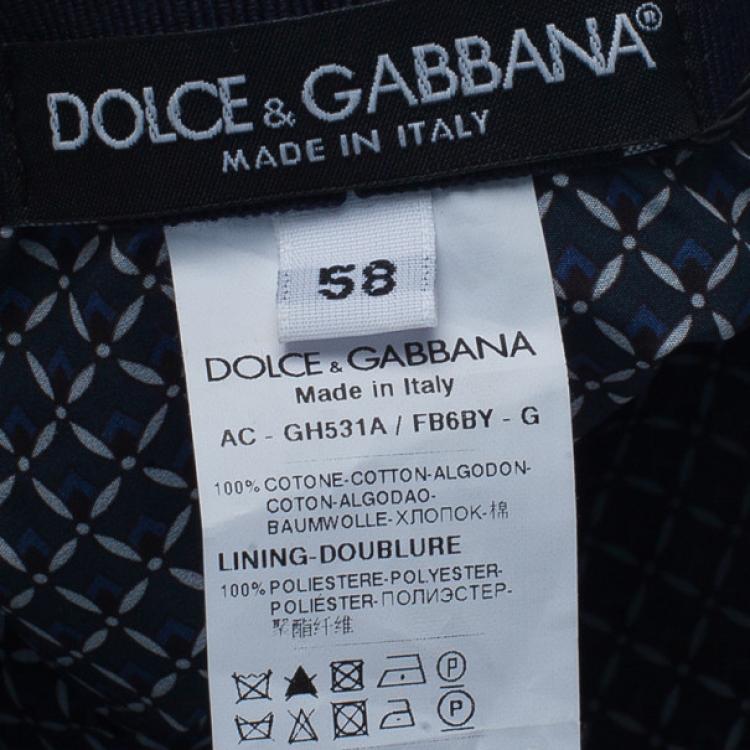 DOLCE & GABBANA®
MADE IN ITALY
58
DOLCE & GABBANA
Made in Italy
AC - GH531A / FB6BY - G
100% COTONE-COTTON-ALGODON-
COTON-ALGODAO-
BAUMWOLLE-ХЛОПОК-棉
LINING-DOUBLURE
100% POLIESTERE-POLYESTER-
POLIÉSTER-ПОЛИЭСТЕР-
聚酯纤维
P
P